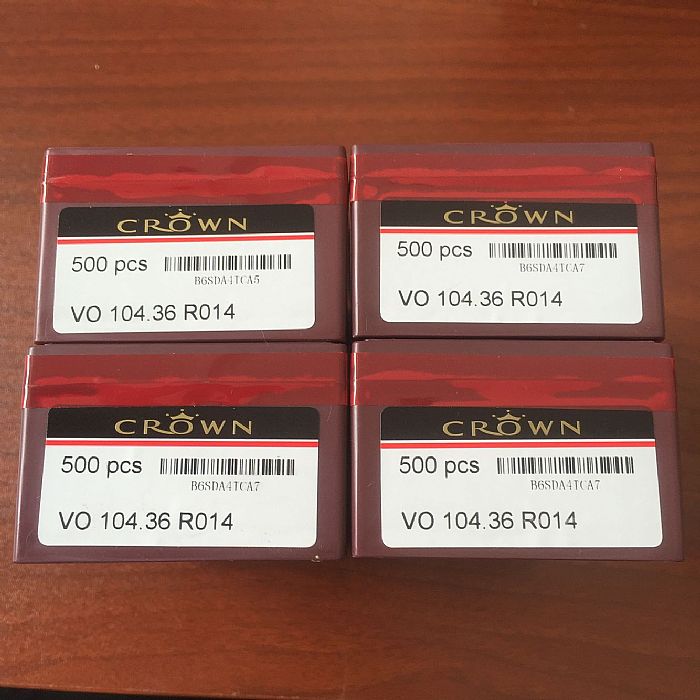 CROWN
500 pcs
B6SDA4TCA5
VO 104.36 R014
CROWN
500 pcs
B6SDA4TCA7
VO 104.36 R014
CROWN
500 pcs
B6SDA4TCA7
VO 104.36 R014
CROWN
500 pcs
B6SDA4TCA7
VO 104.36 R014